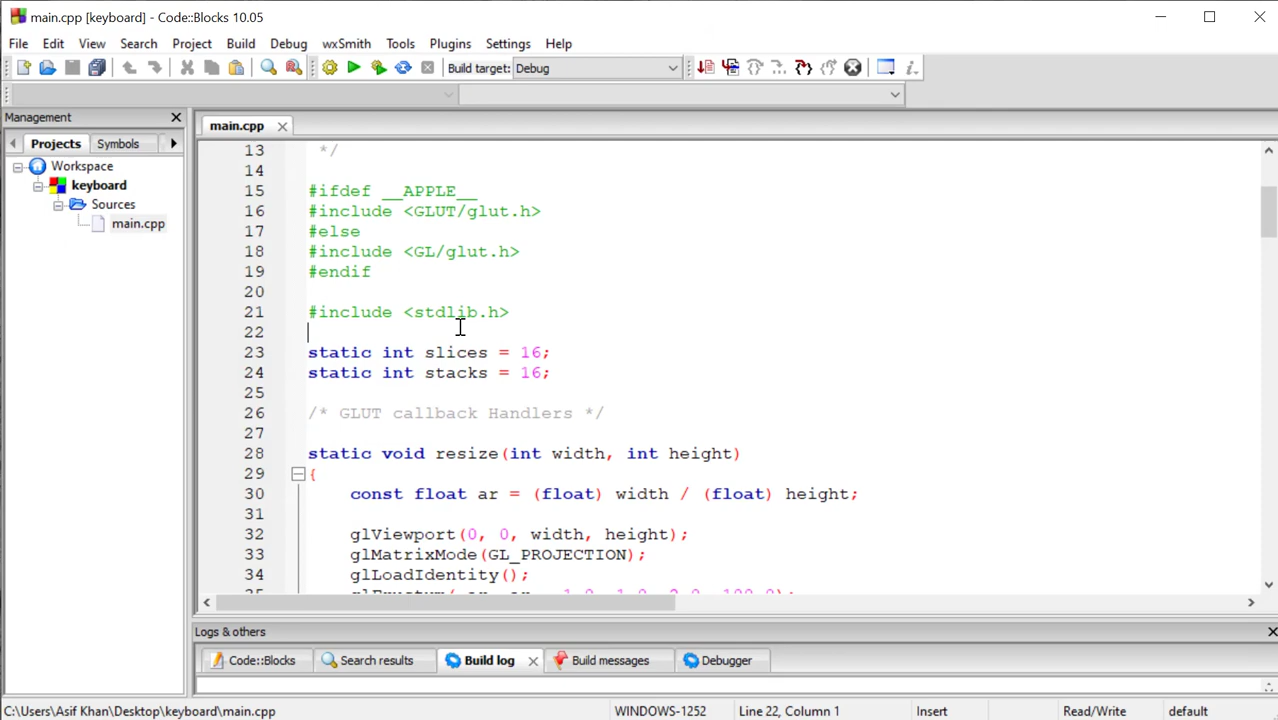 main.cpp [keyboard] - Code::Blocks 10.05
File Edit View Search Project Build Debug wxSmith Tools Plugins Settings Help
Build target: Debug
Management
Projects Symbols
Workspace
keyboard
Sources
main.cpp
main.cpp
13 */
14
15 #ifdef __APPLE__
16 #include <GLUT/glut.h>
17 #else
18 #include <GL/glut.h>
19 #endif
20
21 #include <stdlib.h>
22
23 static int slices = 16;
24 static int stacks = 16;
25
26 /* GLUT callback Handlers */
27
28 static void resize(int width, int height)
29 {
30 const float ar = (float) width / (float) height;
31
32 glViewport(0, 0, width, height);
33 glMatrixMode(GL_PROJECTION);
34 glLoadIdentity();
Logs & others
Code::Blocks Search results Build log Build messages Debugger
C:\Users\Asif Khan\Desktop\keyboard\main.cpp WINDOWS-1252 Line 22, Column 1 Insert Read/Write default